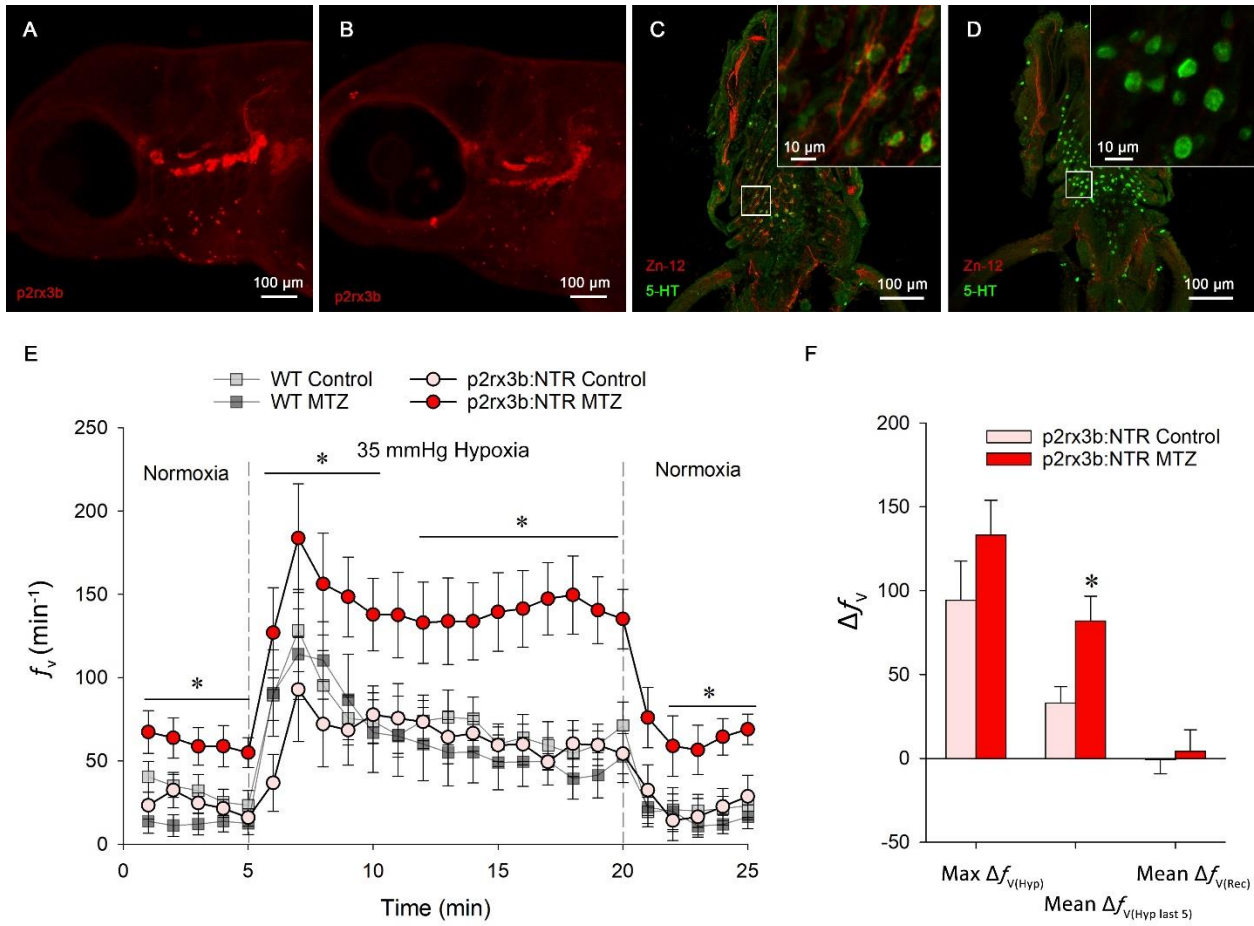 A
p2rx3b
100 µm
B
p2rx3b
100 µm
C
10 µm
Zn-12
5-HT
100 µm
D
10 µm
Zn-12
5-HT
100 µm
E
WT Control
WT MTZ
p2rx3b:NTR Control
p2rx3b:NTR MTZ
250
200
150
100
50
0
fv (min⁻¹)
Normoxia
35 mmHg Hypoxia
Normoxia
*
*
*
*
0
5
10
15
20
25
Time (min)
F
p2rx3b:NTR Control
p2rx3b:NTR MTZ
200
150
100
50
0
-50
Δfv
*
Max ΔfV(Hyp)
Mean ΔfV(Hyp last 5)
Mean ΔfV(Rec)